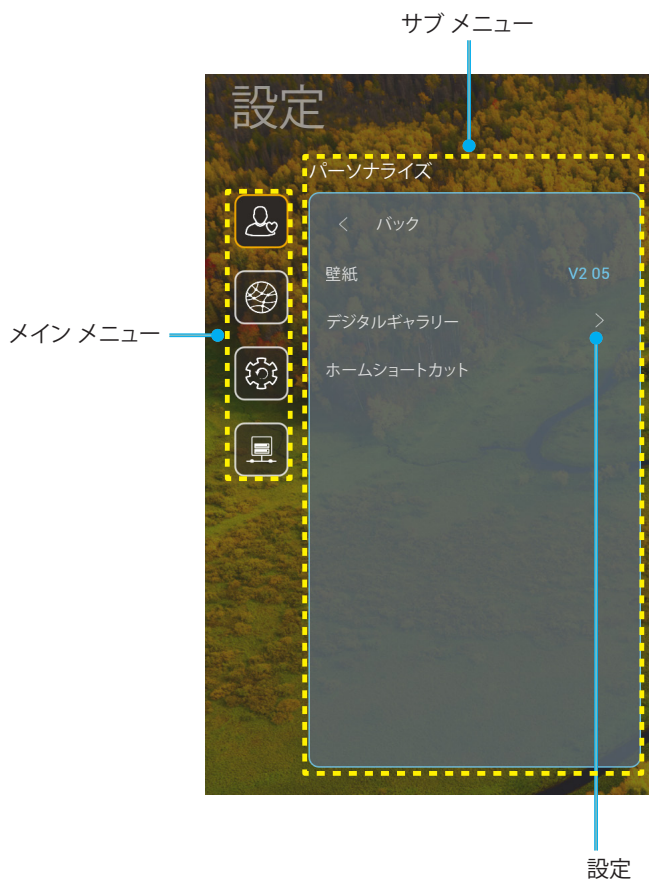 サブ メニュー
設定
パーソナライズ
バック
壁紙 V2 05
メイン メニュー
デジタルギャラリー
ホームショートカット
設定